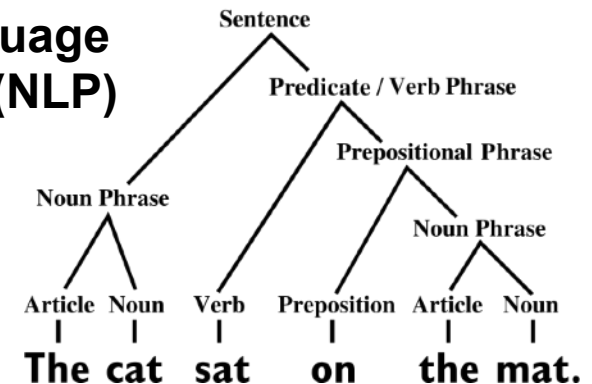 Sentence
uage
(NLP)
Predicate / Verb Phrase
Prepositional Phrase
Noun Phrase
Noun Phrase
Article Noun Verb Preposition Article Noun
The cat sat on the mat.